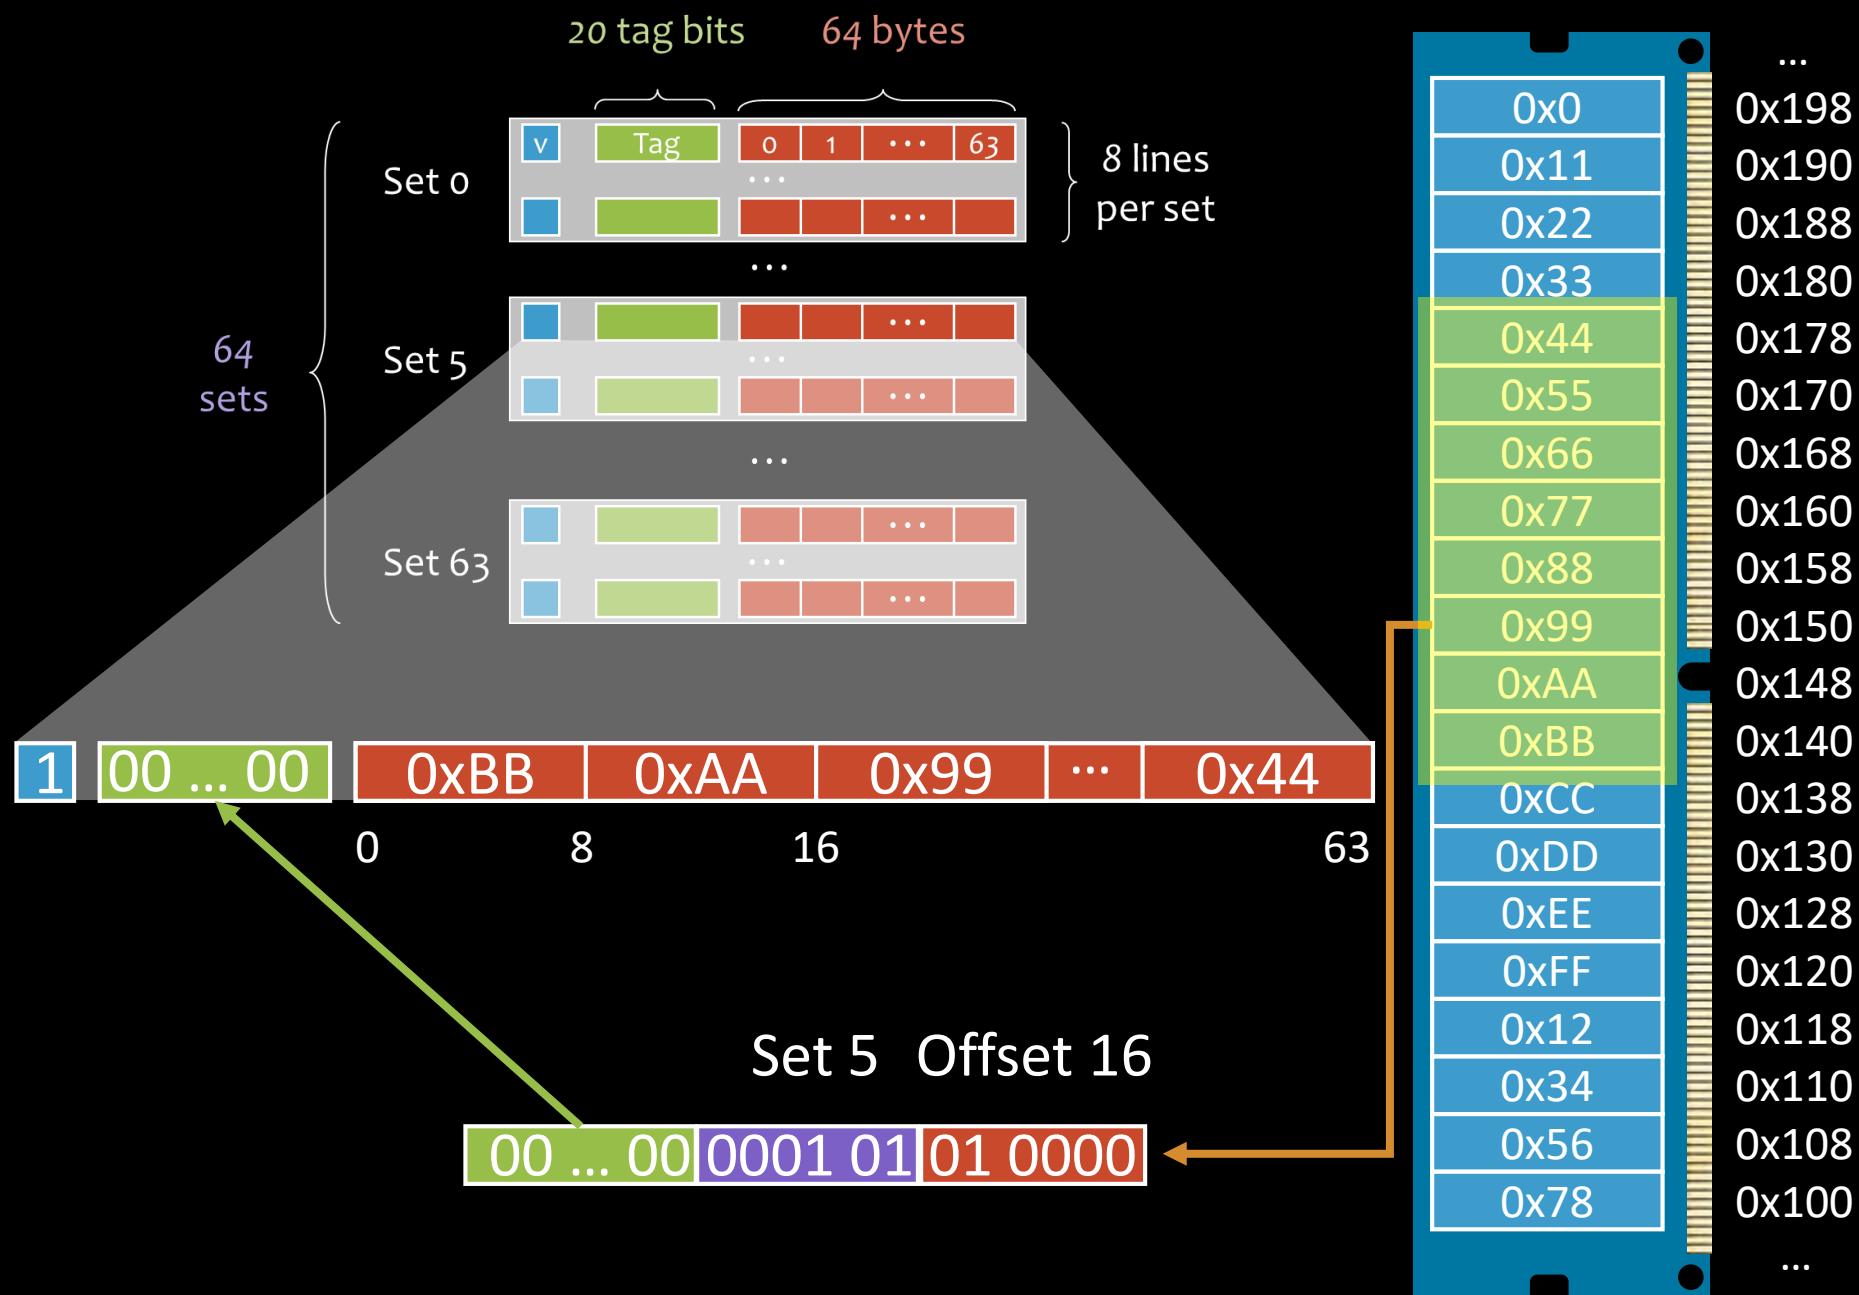 20 tag bits 64 bytes
v Tag 0 1 ... 63
Set 0
...
...
8 lines
per set
...
64
sets
Set 5
...
...
...
Set 63
...
...
...
1 00 ... 00 0xBB 0xAA 0x99 ... 0x44
0 8 16 63
Set 5 Offset 16
00 ... 00 0001 01 01 0000
...
0x0 0x198
0x11 0x190
0x22 0x188
0x33 0x180
0x44 0x178
0x55 0x170
0x66 0x168
0x77 0x160
0x88 0x158
0x99 0x150
0xAA 0x148
0xBB 0x140
0xCC 0x138
0xDD 0x130
0xEE 0x128
0xFF 0x120
0x12 0x118
0x34 0x110
0x56 0x108
0x78 0x100
...